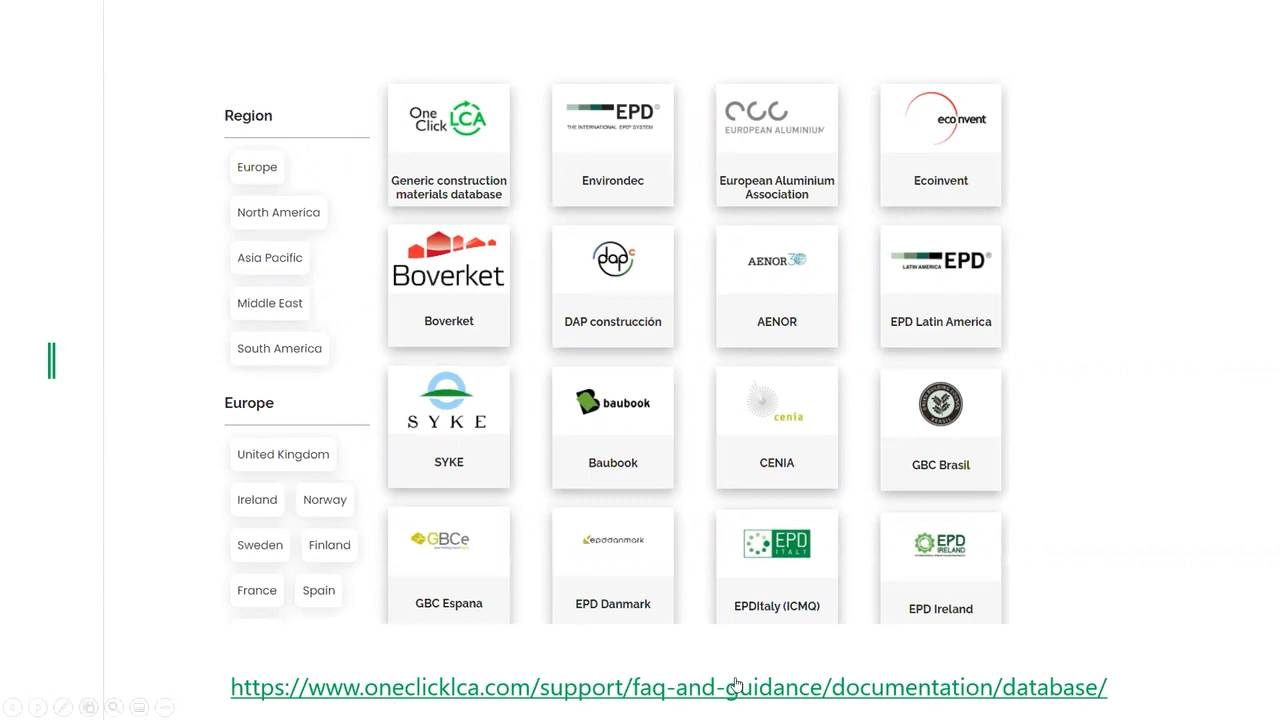 Region
Europe
North America
Asia Pacific
Middle East
South America
Europe
United Kingdom
Ireland Norway
Sweden Finland
France Spain
One
Click LCA
Generic construction
materials database
EPD®
THE INTERNATIONAL EPD® SYSTEM
Environdec
EUROPEAN ALUMINIUM
European Aluminium
Association
ecoinvent
Ecoinvent
Boverket
Boverket
dap c
DAP construcción
AENOR 30
AENOR
LATIN AMERICA EPD®
EPD Latin America
SYKE
SYKE
baubook
Baubook
cenia
CENIA
GBC Brasil
GBCe
GBC Espana
epddanmark
EPD Danmark
EPD
ITALY
EPDItaly (ICMQ)
EPD
IRELAND
EPD Ireland
https://www.oneclicklca.com/support/faq-and-guidance/documentation/database/